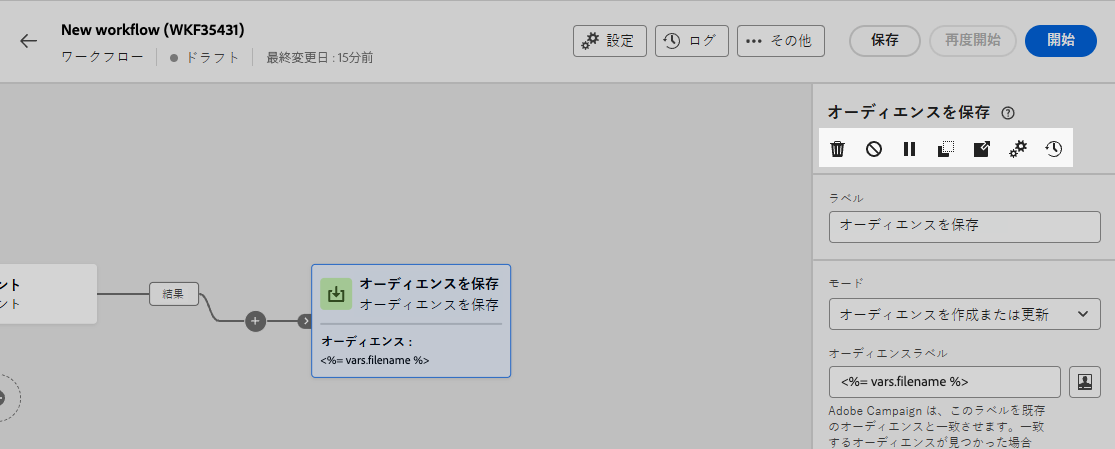 New workflow (WKF35431)
ワークフロー ドラフト 最終変更日 : 15分前
設定 ログ その他 保存 再度開始 開始
オーディエンスを保存
ラベル
オーディエンスを保存
モード
オーディエンスを作成または更新
オーディエンスラベル
<%= vars.filename %>
Adobe Campaign は、このラベルを既存
のオーディエンスと一致させます。一致
するオーディエンスが見つかった場合
ント
ント
結果
オーディエンスを保存
オーディエンスを保存
オーディエンス :
<%= vars.filename %>